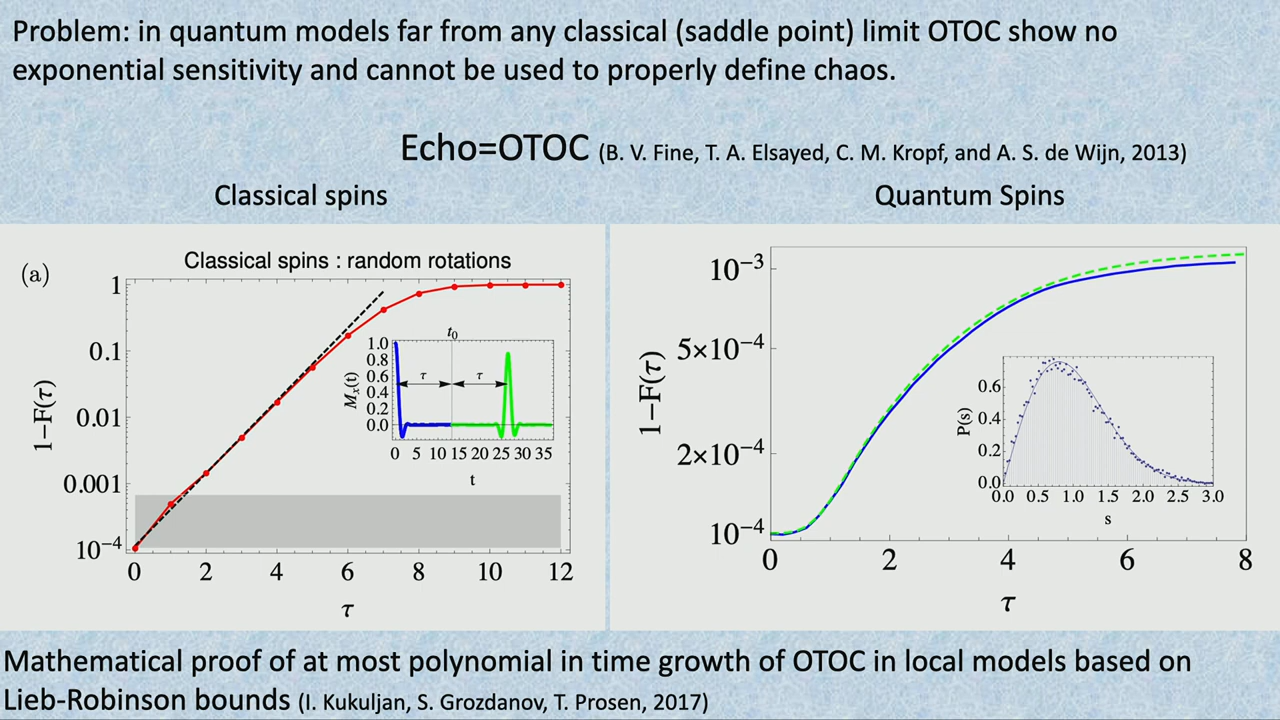 Problem: in quantum models far from any classical (saddle point) limit OTOC show no
exponential sensitivity and cannot be used to properly define chaos.
Echo=OTOC (B. V. Fine, T. A. Elsayed, C. M. Kropf, and A. S. de Wijn, 2013)
Classical spins
Quantum Spins
(a)
Classical spins : random rotations
1
0.1
0.01
0.001
10⁻⁴
1−F(τ)
0 2 4 6 8 10 12
τ
t₀
1.0
0.8
0.6
0.4
0.2
0.0
Mₓ(t)
τ τ
0 5 10 15 20 25 30 35
t
10⁻³
5×10⁻⁴
2×10⁻⁴
10⁻⁴
1−F(τ)
0 2 4 6 8
τ
0.6
0.4
0.2
0.0
P(s)
0.0 0.5 1.0 1.5 2.0 2.5 3.0
s
Mathematical proof of at most polynomial in time growth of OTOC in local models based on
Lieb-Robinson bounds (I. Kukuljan, S. Grozdanov, T. Prosen, 2017)